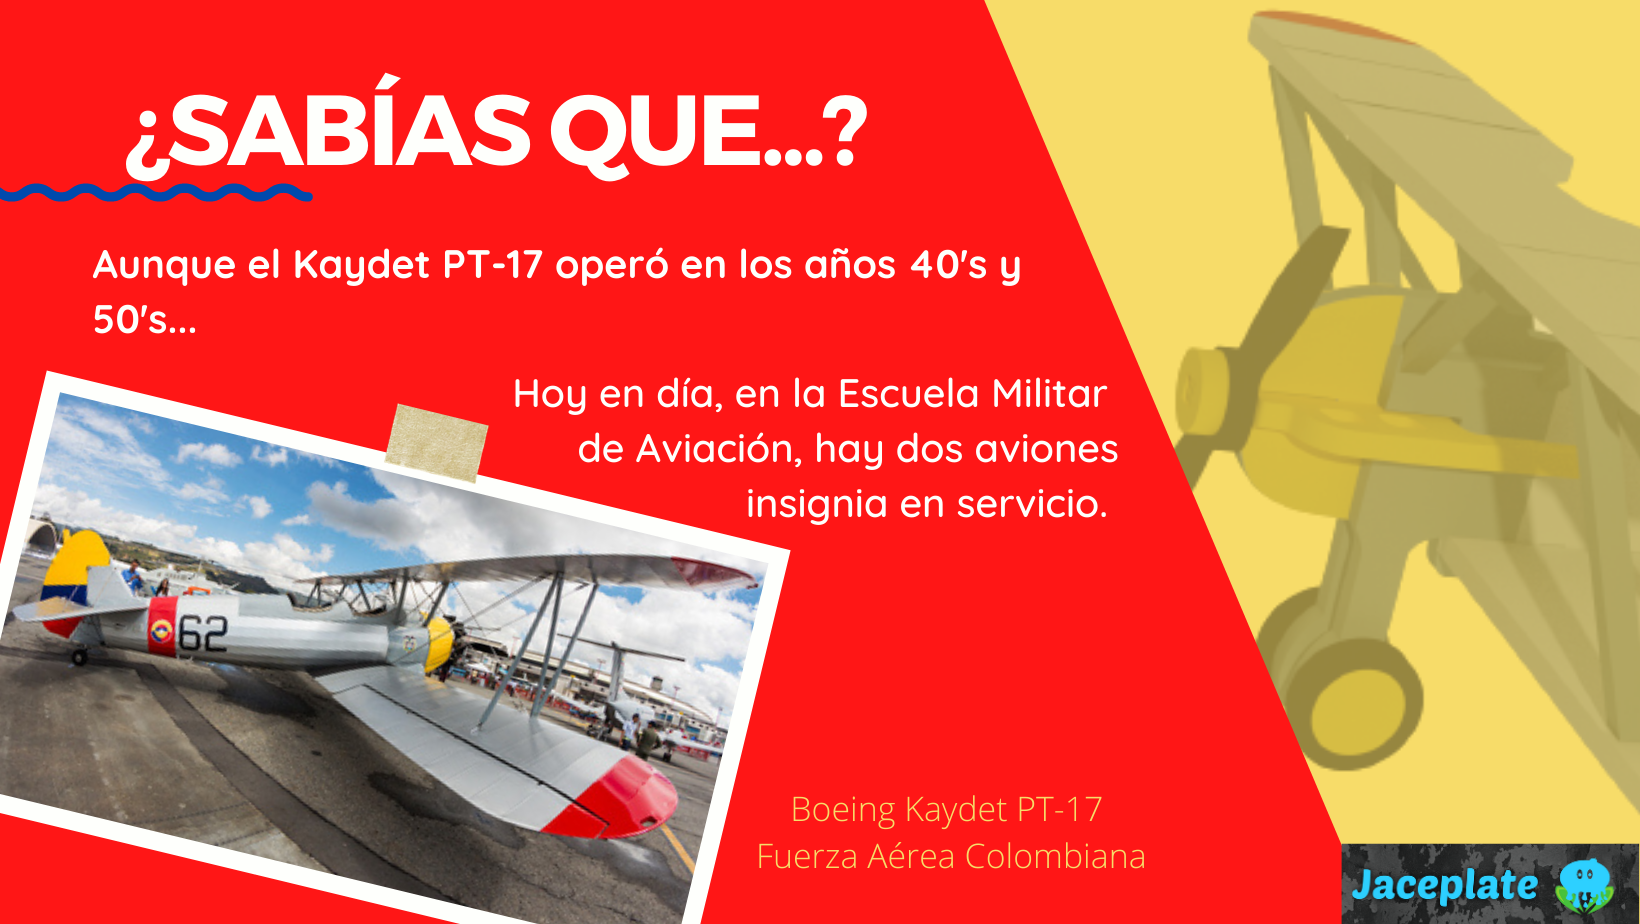 ¿SABÍAS QUE...?
Aunque el Kaydet PT-17 operó en los años 40's y
50's...
Hoy en día, en la Escuela Militar
de Aviación, hay dos aviones
insignia en servicio.
62
Boeing Kaydet PT-17
Fuerza Aérea Colombiana
Jaceplate